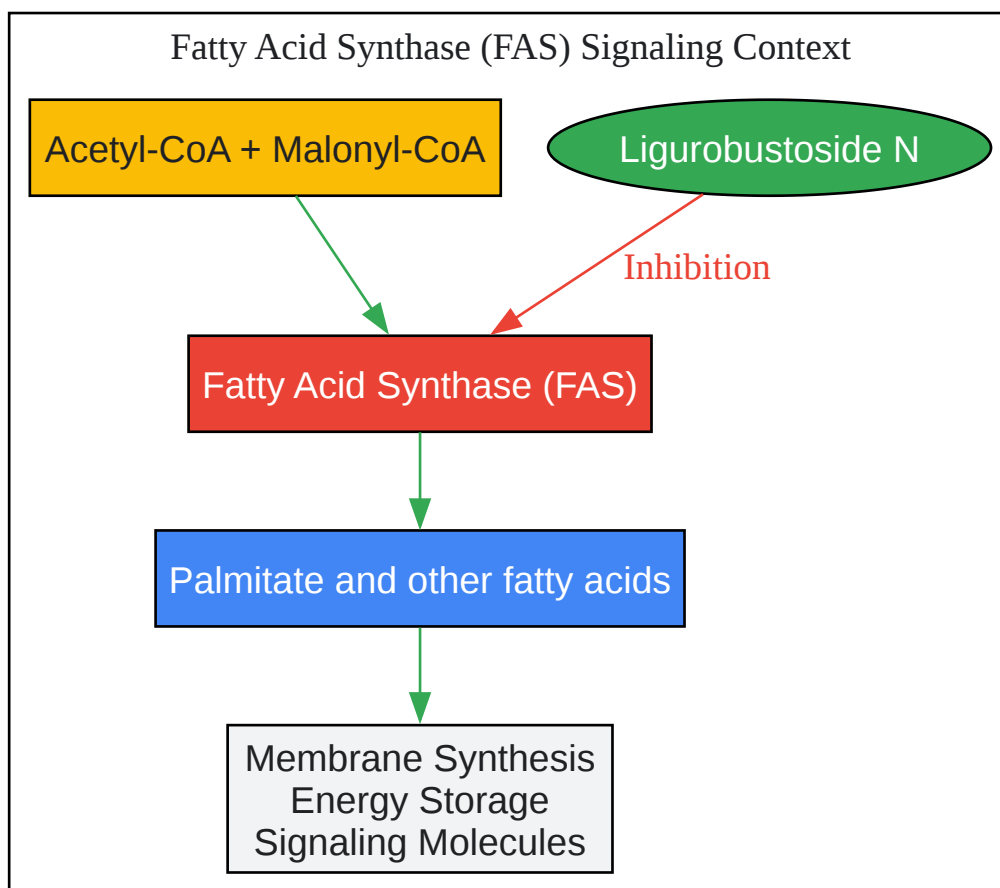 Fatty Acid Synthase (FAS) Signaling Context
Acetyl-CoA + Malonyl-CoA
Ligurobustoside N
Inhibition
Fatty Acid Synthase (FAS)
Palmitate and other fatty acids
Membrane Synthesis
Energy Storage
Signaling Molecules